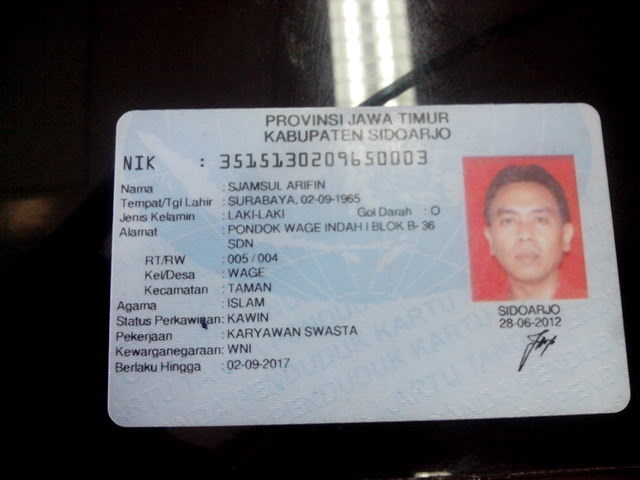 PROVINSI JAWA TIMUR
KABUPATEN SIDOARJO
NIK : 3515130209650003
Nama : SJAMSUL ARIFIN
Tempat/Tgl Lahir : SURABAYA, 02-09-1965
Jenis Kelamin : LAKI-LAKI Gol Darah : O
Alamat : PONDOK WAGE INDAH I BLOK B- 36
SDN
RT/RW : 005 / 004
Kel/Desa : WAGE
Kecamatan : TAMAN
Agama : ISLAM
Status Perkawinan: KAWIN
Pekerjaan : KARYAWAN SWASTA
Kewarganegaraan: WNI
Berlaku Hingga : 02-09-2017
SIDOARJO
28-06-2012